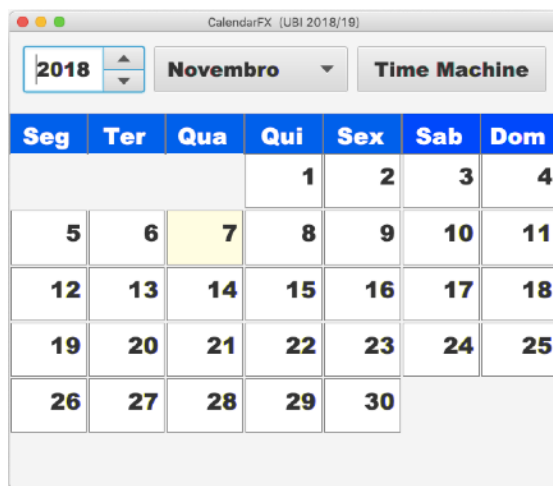 CalendarFX (UBI 2018/19)
2018 Novembro Time Machine
Seg Ter Qua Qui Sex Sab Dom
1 2 3 4
5 6 7 8 9 10 11
12 13 14 15 16 17 18
19 20 21 22 23 24 25
26 27 28 29 30